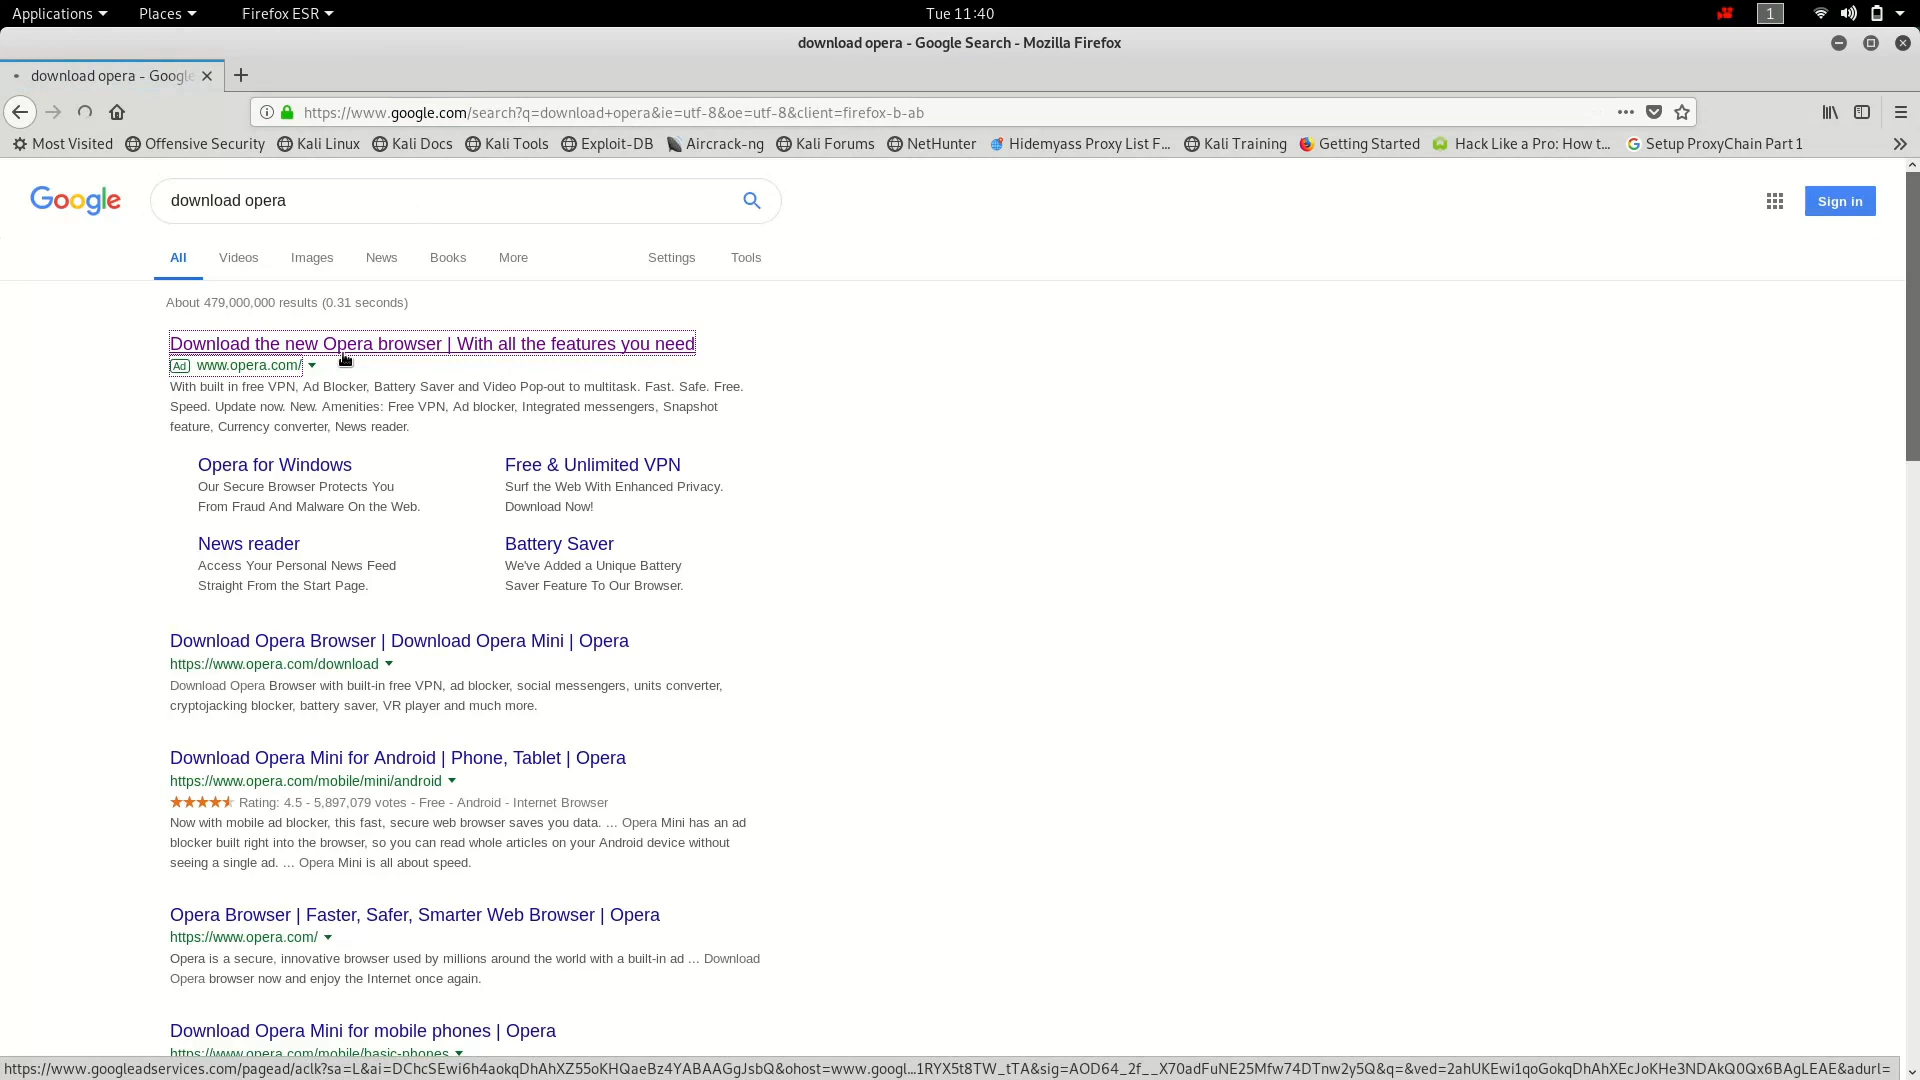 Applications Places Firefox ESR Tue 11:40 1
download opera - Google Search - Mozilla Firefox
download opera - Google
https://www.google.com/search?q=download+opera&ie=utf-8&oe=utf-8&client=firefox-b-ab
Most Visited Offensive Security Kali Linux Kali Docs Kali Tools Exploit-DB Aircrack-ng Kali Forums NetHunter Hidemyass Proxy List F... Kali Training Getting Started Hack Like a Pro: How t... Setup ProxyChain Part 1
Google download opera Sign in
All Videos Images News Books More Settings Tools
About 479,000,000 results (0.31 seconds)
Download the new Opera browser | With all the features you need
Ad www.opera.com/
With built in free VPN, Ad Blocker, Battery Saver and Video Pop-out to multitask. Fast. Safe. Free.
Speed. Update now. New. Amenities: Free VPN, Ad blocker, Integrated messengers, Snapshot
feature, Currency converter, News reader.
Opera for Windows
Our Secure Browser Protects You
From Fraud And Malware On the Web.
Free & Unlimited VPN
Surf the Web With Enhanced Privacy.
Download Now!
News reader
Access Your Personal News Feed
Straight From the Start Page.
Battery Saver
We've Added a Unique Battery
Saver Feature To Our Browser.
Download Opera Browser | Download Opera Mini | Opera
https://www.opera.com/download
Download Opera Browser with built-in free VPN, ad blocker, social messengers, units converter,
cryptojacking blocker, battery saver, VR player and much more.
Download Opera Mini for Android | Phone, Tablet | Opera
https://www.opera.com/mobile/mini/android
Rating: 4.5 - 5,897,079 votes - Free - Android - Internet Browser
Now with mobile ad blocker, this fast, secure web browser saves you data. ... Opera Mini has an ad
blocker built right into the browser, so you can read whole articles on your Android device without
seeing a single ad. ... Opera Mini is all about speed.
Opera Browser | Faster, Safer, Smarter Web Browser | Opera
https://www.opera.com/
Opera is a secure, innovative browser used by millions around the world with a built-in ad ... Download
Opera browser now and enjoy the Internet once again.
Download Opera Mini for mobile phones | Opera
https://www.opera.com/mobile/basic-phones
https://www.googleadservices.com/pagead/aclk?sa=L&ai=DChcSEwi6h4aokqDhAhXZ55oKHQaeBz4YABAAGgJsbQ&ohost=www.googl...1RYX5t8TW_tTA&sig=AOD64_2f__X70adFuNE25Mfw74DTnw2y5Q&q=&ved=2ahUKEwi1qoGokqDhAhXEcJoKHe3NDAkQ0Qx6BAgLEAE&adurl=